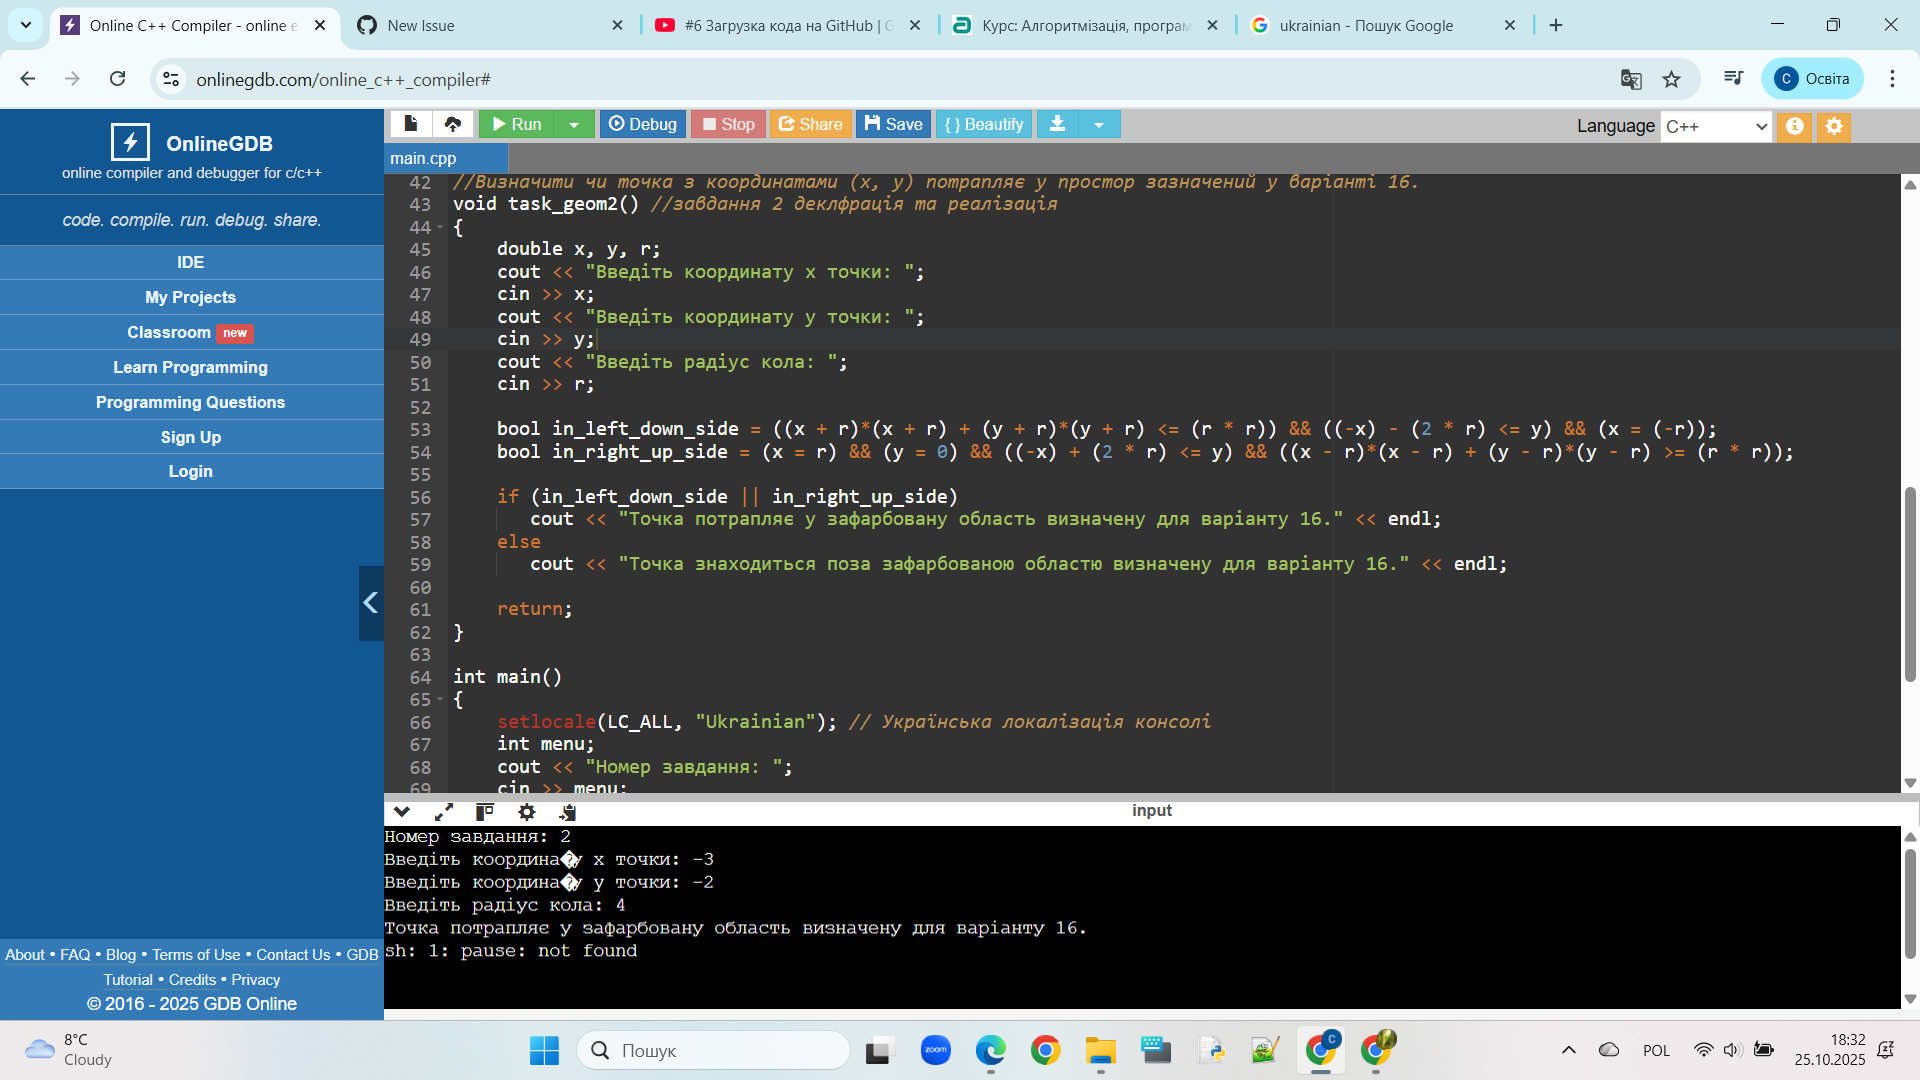 Online C++ Compiler - online e
New Issue
#6 Загрузка кода на GitHub | G
Курс: Алгоритмізація, програм
ukrainian - Пошук Google
onlinegdb.com/online_c++_compiler#
C Освіта
OnlineGDB
online compiler and debugger for c/c++
code. compile. run. debug. share.
IDE
My Projects
Classroom new
Learn Programming
Programming Questions
Sign Up
Login
About • FAQ • Blog • Terms of Use • Contact Us • GDB
Tutorial • Credits • Privacy
© 2016 - 2025 GDB Online
Run Debug Stop Share Save { } Beautify
Language C++
main.cpp
42 //Визначити чи точка з координатами (x, y) потрапляє у простор зазначений у варіанті 16.
43 void task_geom2() //завдання 2 деклфрація та реалізація
44 {
45 double x, y, r;
46 cout << "Введіть координату x точки: ";
47 cin >> x;
48 cout << "Введіть координату y точки: ";
49 cin >> y;
50 cout << "Введіть радіус кола: ";
51 cin >> r;
52
53 bool in_left_down_side = ((x + r)*(x + r) + (y + r)*(y + r) <= (r * r)) && ((-x) - (2 * r) <= y) && (x = (-r));
54 bool in_right_up_side = (x = r) && (y = 0) && ((-x) + (2 * r) <= y) && ((x - r)*(x - r) + (y - r)*(y - r) >= (r * r));
55
56 if (in_left_down_side || in_right_up_side)
57 cout << "Точка потрапляє у зафарбовану область визначену для варіанту 16." << endl;
58 else
59 cout << "Точка знаходиться поза зафарбованою областю визначену для варіанту 16." << endl;
60
61 return;
62 }
63
64 int main()
65 {
66 setlocale(LC_ALL, "Ukrainian"); // Українська локалізація консолі
67 int menu;
68 cout << "Номер завдання: ";
69 cin >> menu;
input
Номер завдання: 2
Введіть координа�у x точки: -3
Введіть координа�у y точки: -2
Введіть радіус кола: 4
Точка потрапляє у зафарбовану область визначену для варіанту 16.
sh: 1: pause: not found
8°C
Cloudy
Пошук
zoom
C
POL
18:32
25.10.2025